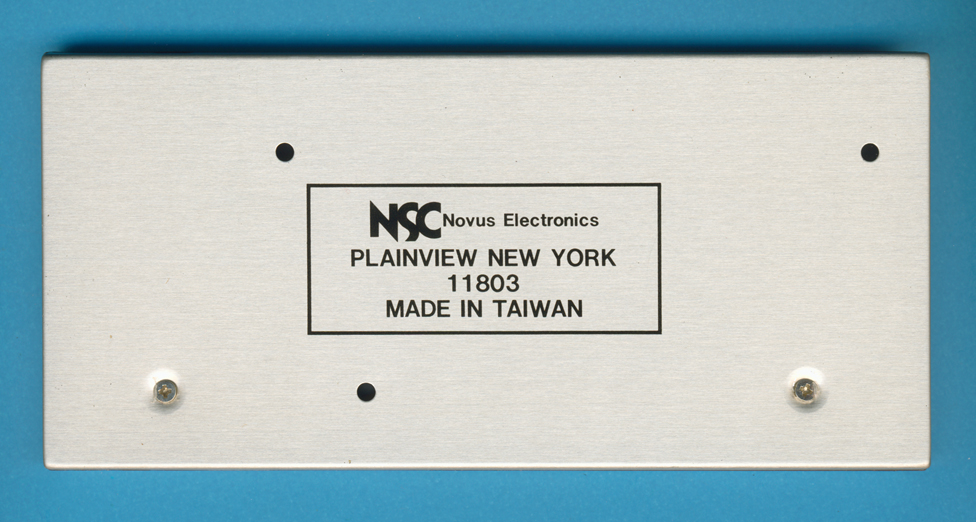 NSC Novus Electronics
PLAINVIEW NEW YORK
11803
MADE IN TAIWAN